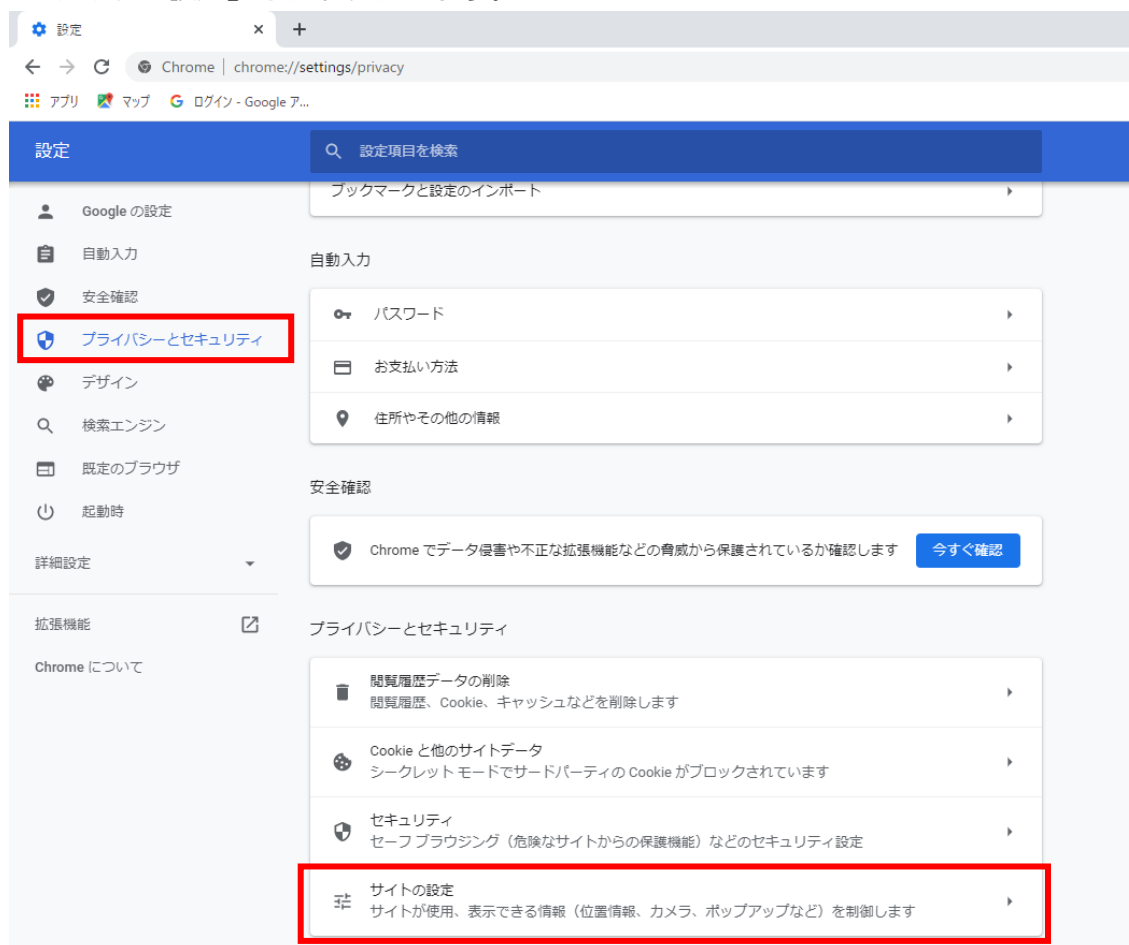 設定
Chrome | chrome://settings/privacy
アプリ マップ ログイン - Google ア...
設定
設定項目を検索
Google の設定
自動入力
安全確認
プライバシーとセキュリティ
デザイン
検索エンジン
既定のブラウザ
起動時
詳細設定
拡張機能
Chrome について
ブックマークと設定のインポート
自動入力
パスワード
お支払い方法
住所やその他の情報
安全確認
Chrome でデータ侵害や不正な拡張機能などの脅威から保護されているか確認します 今すぐ確認
プライバシーとセキュリティ
閲覧履歴データの削除
閲覧履歴、Cookie、キャッシュなどを削除します
Cookie と他のサイトデータ
シークレット モードでサードパーティの Cookie がブロックされています
セキュリティ
セーフ ブラウジング（危険なサイトからの保護機能）などのセキュリティ設定
サイトの設定
サイトが使用、表示できる情報（位置情報、カメラ、ポップアップなど）を制御します